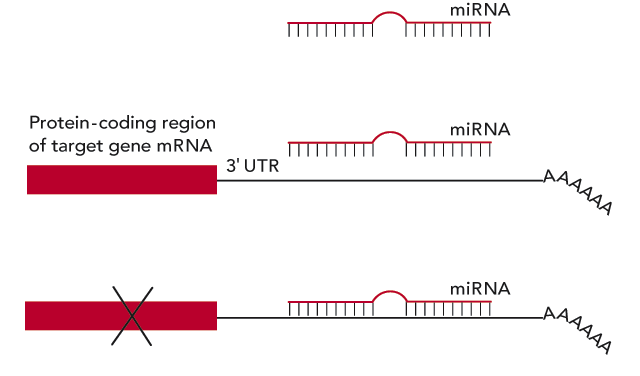 miRNA
Protein-coding region
of target gene mRNA
miRNA
3' UTR
AAAAAA
miRNA
AAAAAA